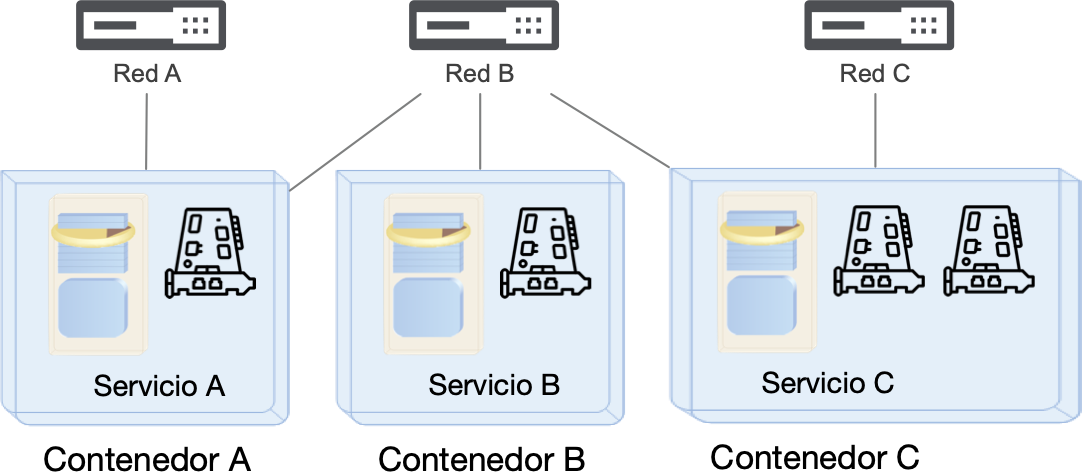 Red A
Red B
Red C
Servicio A
Servicio B
Servicio C
Contenedor A
Contenedor B
Contenedor C